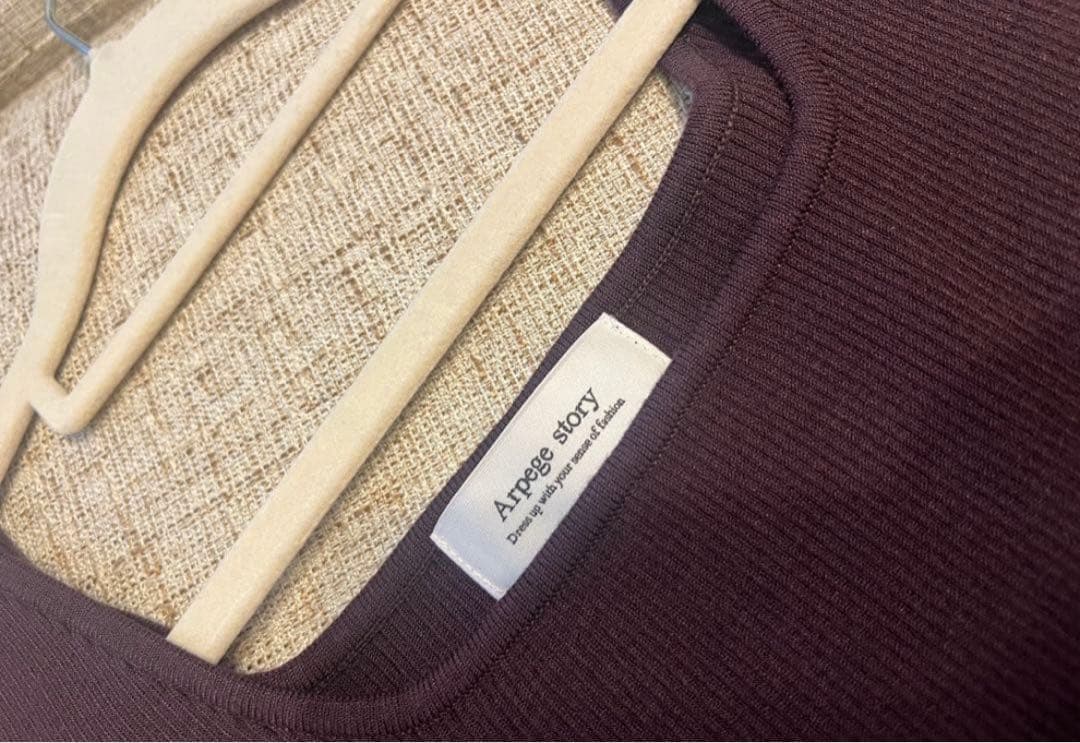 Arpege story
Dress up with your sense of fashion